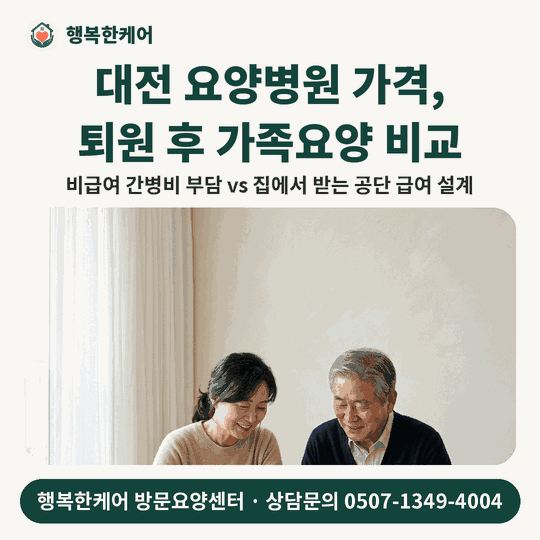 행복한케어
대전 요양병원 가격,
퇴원 후 가족요양 비교
비급여 간병비 부담 vs 집에서 받는 공단 급여 설계
행복한케어 방문요양센터 · 상담문의 0507-1349-4004